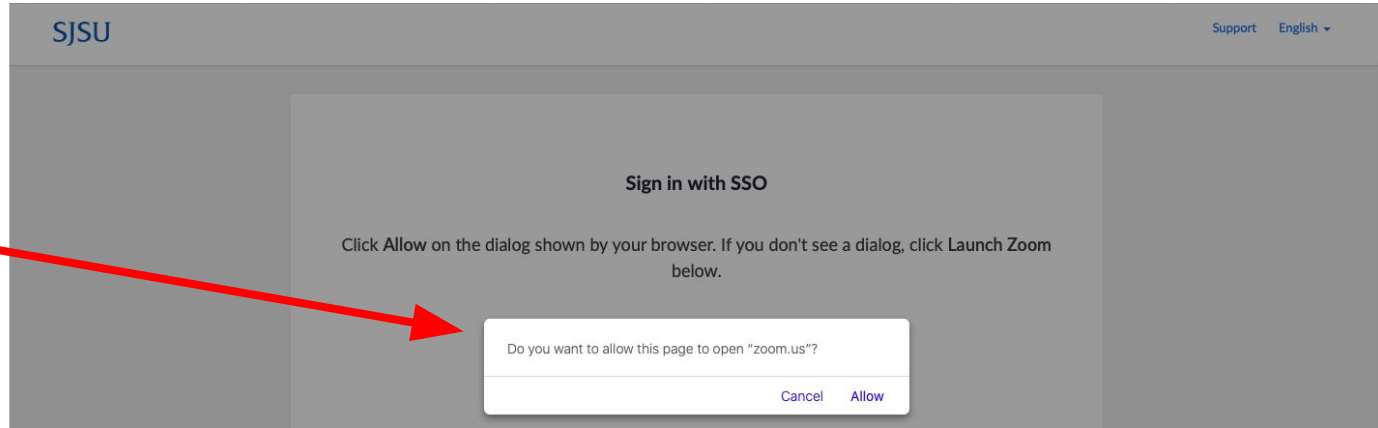 SJSU
Support English
Sign in with SSO
Click Allow on the dialog shown by your browser. If you don't see a dialog, click Launch Zoom
below.
Do you want to allow this page to open “zoom.us”?
Cancel Allow